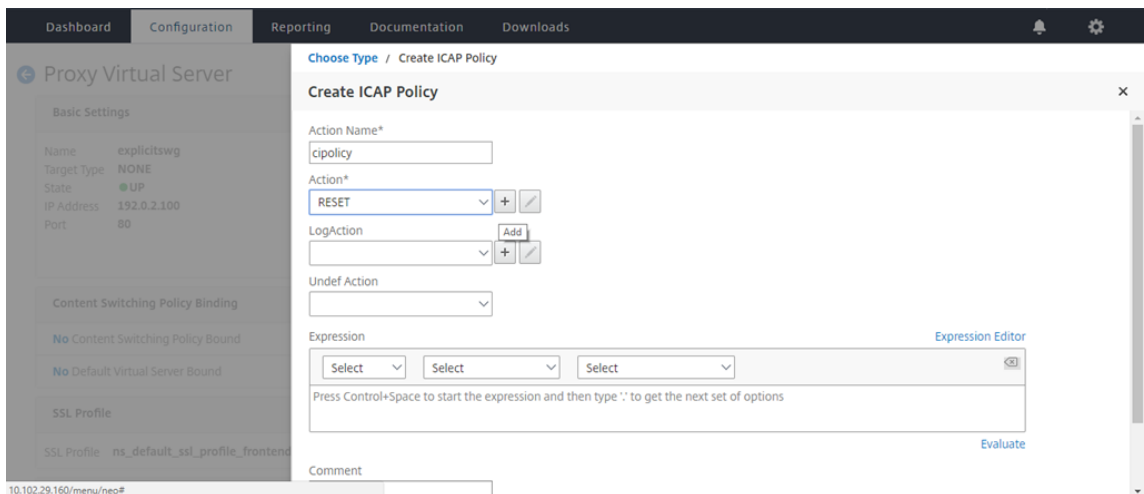 Dashboard Configuration Reporting Documentation Downloads
Proxy Virtual Server
Basic Settings
Name explicitswg
Target Type NONE
State UP
IP Address 192.0.2.100
Port 80
Content Switching Policy Binding
No Content Switching Policy Bound
No Default Virtual Server Bound
SSL Profile
SSL Profile ns_default_ssl_profile_frontend
Choose Type / Create ICAP Policy
Create ICAP Policy
Action Name*
cipolicy
Action*
RESET
Add
LogAction
Undef Action
Expression Expression Editor
Select Select Select
Press Control+Space to start the expression and then type '.' to get the next set of options
Evaluate
Comment
10.102.29.160/menu/neo#